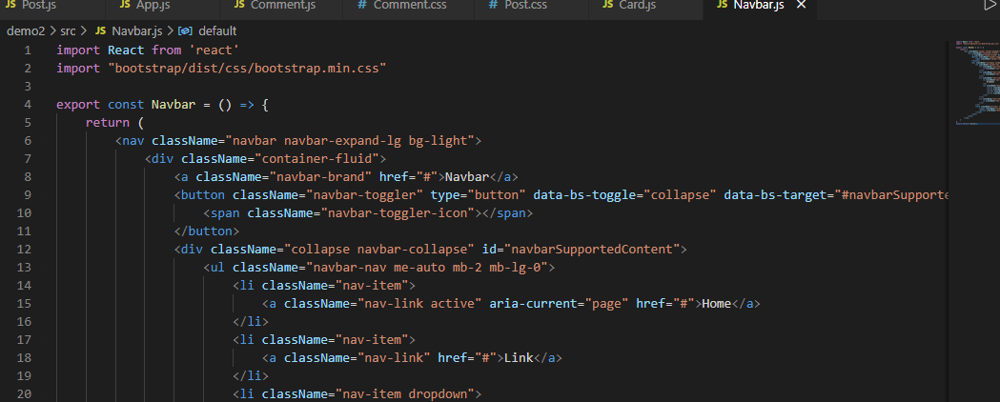 Post.js App.js Comment.js Comment.css Post.css Card.js Navbar.js
demo2 > src > JS Navbar.js > default
1 import React from 'react'
2 import "bootstrap/dist/css/bootstrap.min.css"
3
4 export const Navbar = () => {
5 return (
6 <nav className="navbar navbar-expand-lg bg-light">
7 <div className="container-fluid">
8 <a className="navbar-brand" href="#">Navbar</a>
9 <button className="navbar-toggler" type="button" data-bs-toggle="collapse" data-bs-target="#navbarSupporte
10 <span className="navbar-toggler-icon"></span>
11 </button>
12 <div className="collapse navbar-collapse" id="navbarSupportedContent">
13 <ul className="navbar-nav me-auto mb-2 mb-lg-0">
14 <li className="nav-item">
15 <a className="nav-link active" aria-current="page" href="#">Home</a>
16 </li>
17 <li className="nav-item">
18 <a className="nav-link" href="#">Link</a>
19 </li>
20 <li className="nav-item dropdown">